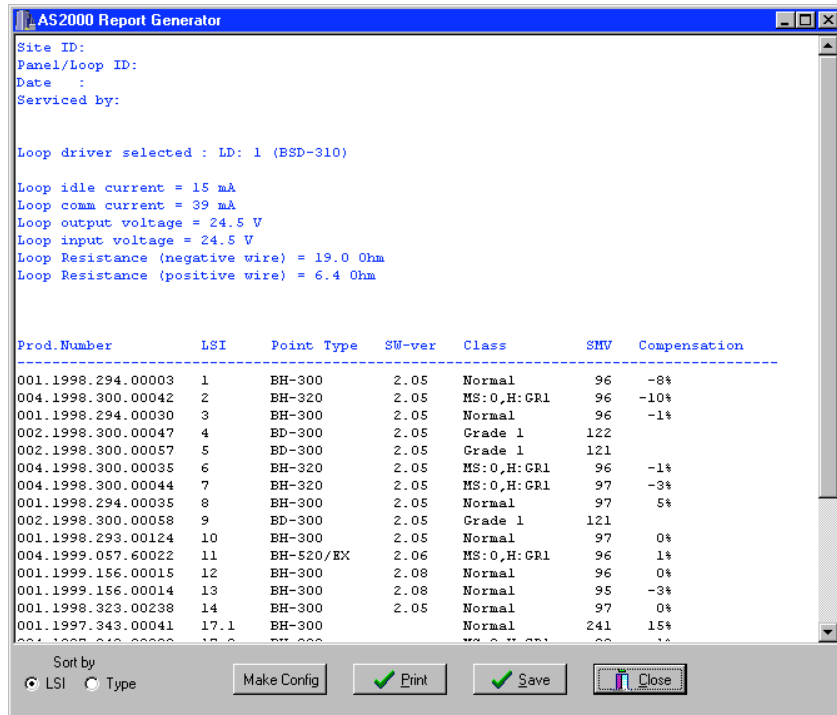 AS2000 Report Generator
Site ID:
Panel/Loop ID:
Date :
Serviced by:
Loop driver selected : LD: 1 (BSD-310)
Loop idle current = 15 mA
Loop comm current = 39 mA
Loop output voltage = 24.5 V
Loop input voltage = 24.5 V
Loop Resistance (negative wire) = 19.0 Ohm
Loop Resistance (positive wire) = 6.4 Ohm
Prod.Number LSI Point Type SW-ver Class SMV Compensation
001.1998.294.00003 1 BH-300 2.05 Normal 96 -8%
004.1998.300.00042 2 BH-320 2.05 MS:0,H:GR1 96 -10%
001.1998.294.00030 3 BH-300 2.05 Normal 96 -1%
002.1998.300.00047 4 BD-300 2.05 Grade 1 122
002.1998.300.00057 5 BD-300 2.05 Grade 1 121
004.1998.300.00035 6 BH-320 2.05 MS:0,H:GR1 96 -1%
004.1998.300.00044 7 BH-320 2.05 MS:0,H:GR1 97 -3%
001.1998.294.00035 8 BH-300 2.05 Normal 97 5%
002.1998.300.00058 9 BD-300 2.05 Grade 1 121
001.1998.293.00124 10 BH-300 2.05 Normal 97 0%
004.1999.057.60022 11 BH-520/EX 2.06 MS:0,H:GR1 96 1%
001.1999.156.00015 12 BH-300 2.08 Normal 96 0%
001.1999.156.00014 13 BH-300 2.08 Normal 95 -3%
001.1998.323.00238 14 BH-300 2.05 Normal 97 0%
001.1997.343.00041 17.1 BH-300 Normal 241 15%
Sort by
LSI Type
Make Config
Print
Save
Close